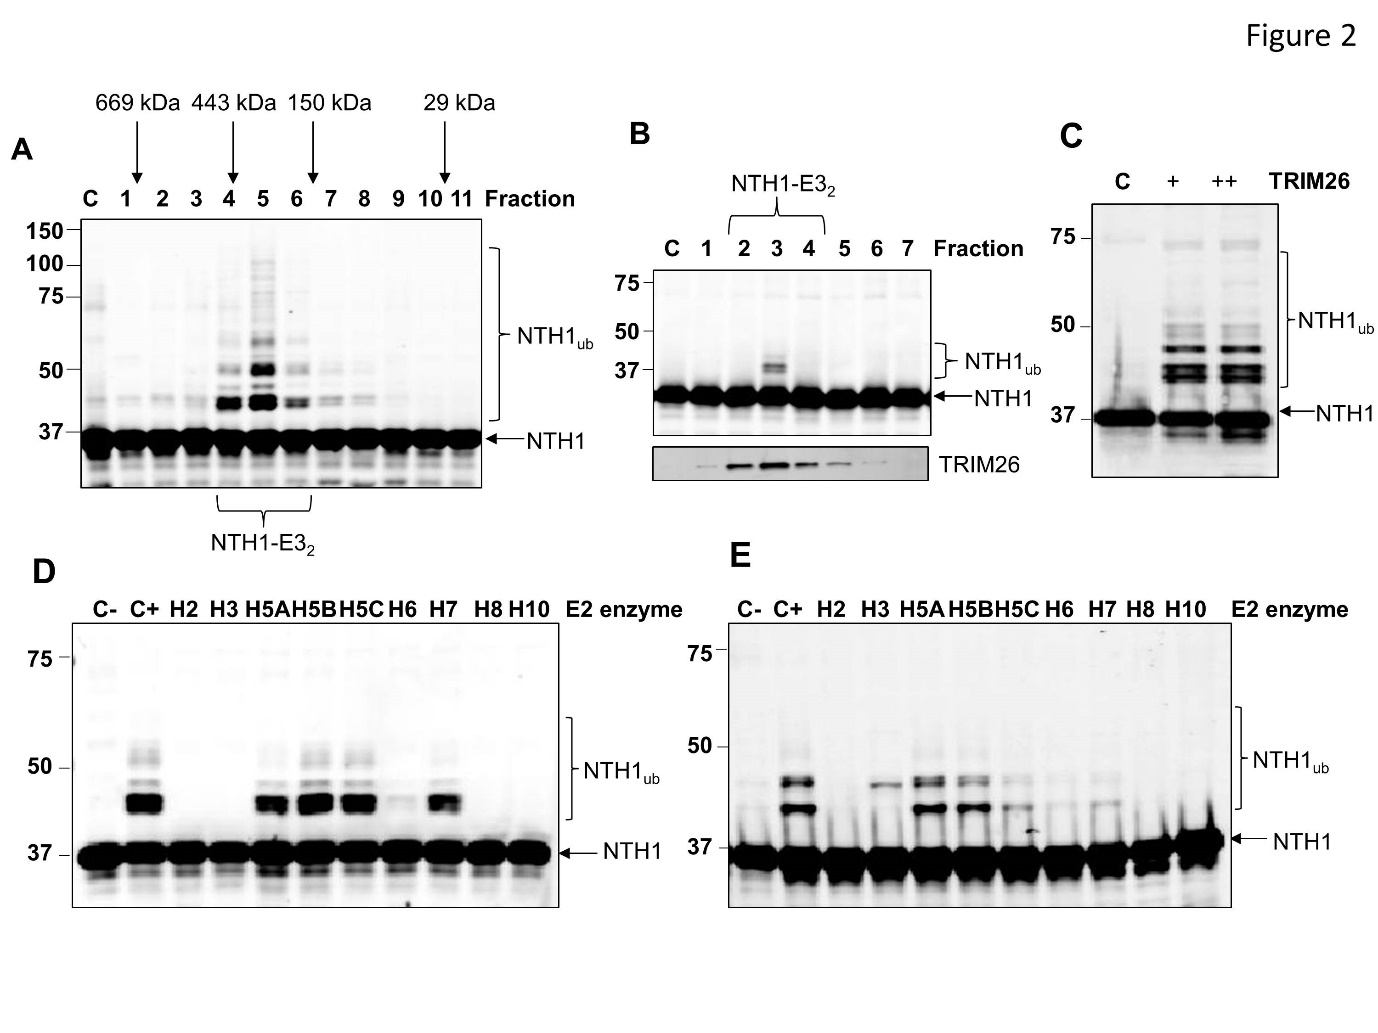 Figure 2
669 kDa 443 kDa 150 kDa 29 kDa
A
C 1 2 3 4 5 6 7 8 9 10 11 Fraction
150
100
75
50
37
NTH1ub
NTH1
NTH1-E32
B
NTH1-E32
C 1 2 3 4 5 6 7 Fraction
75
50
37
NTH1ub
NTH1
TRIM26
C
C + ++ TRIM26
75
50
37
NTH1ub
NTH1
D
C- C+ H2 H3 H5A H5B H5C H6 H7 H8 H10 E2 enzyme
75
50
37
NTH1ub
NTH1
E
C- C+ H2 H3 H5A H5B H5C H6 H7 H8 H10 E2 enzyme
75
50
37
NTH1ub
NTH1